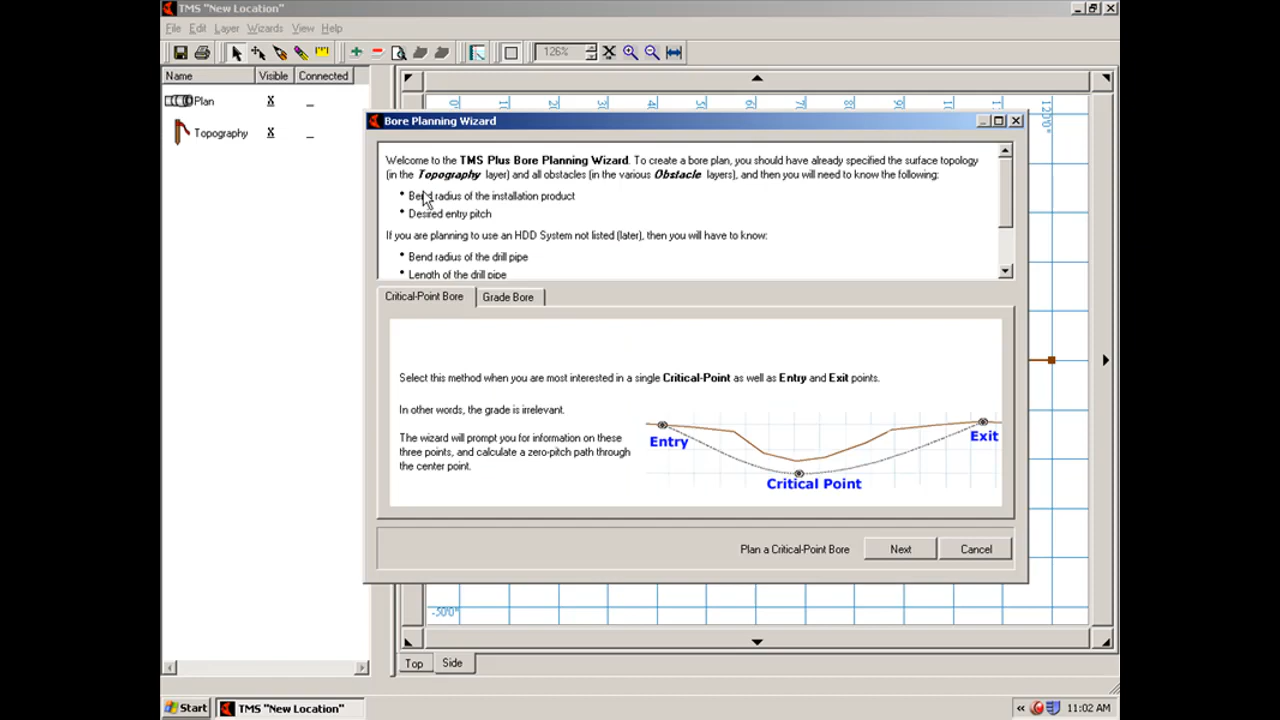 TMS "New Location"
File Edit Layer Wizards View Help
126%
Name Visible Connected
Plan X _
Topography X _
Bore Planning Wizard
Welcome to the TMS Plus Bore Planning Wizard. To create a bore plan, you should have already specified the surface topology
(in the Topography layer) and all obstacles (in the various Obstacle layers), and then you will need to know the following:
• Bend radius of the installation product
• Desired entry pitch
If you are planning to use an HDD System not listed (later), then you will have to know:
• Bend radius of the drill pipe
• Length of the drill pipe
Critical-Point Bore Grade Bore
Select this method when you are most interested in a single Critical-Point as well as Entry and Exit points.
In other words, the grade is irrelevant.
The wizard will prompt you for information on these
three points, and calculate a zero-pitch path through
the center point.
Entry
Exit
Critical Point
Plan a Critical-Point Bore Next Cancel
120'0"
-50'0"
Top Side
Start TMS "New Location" « 11:02 AM